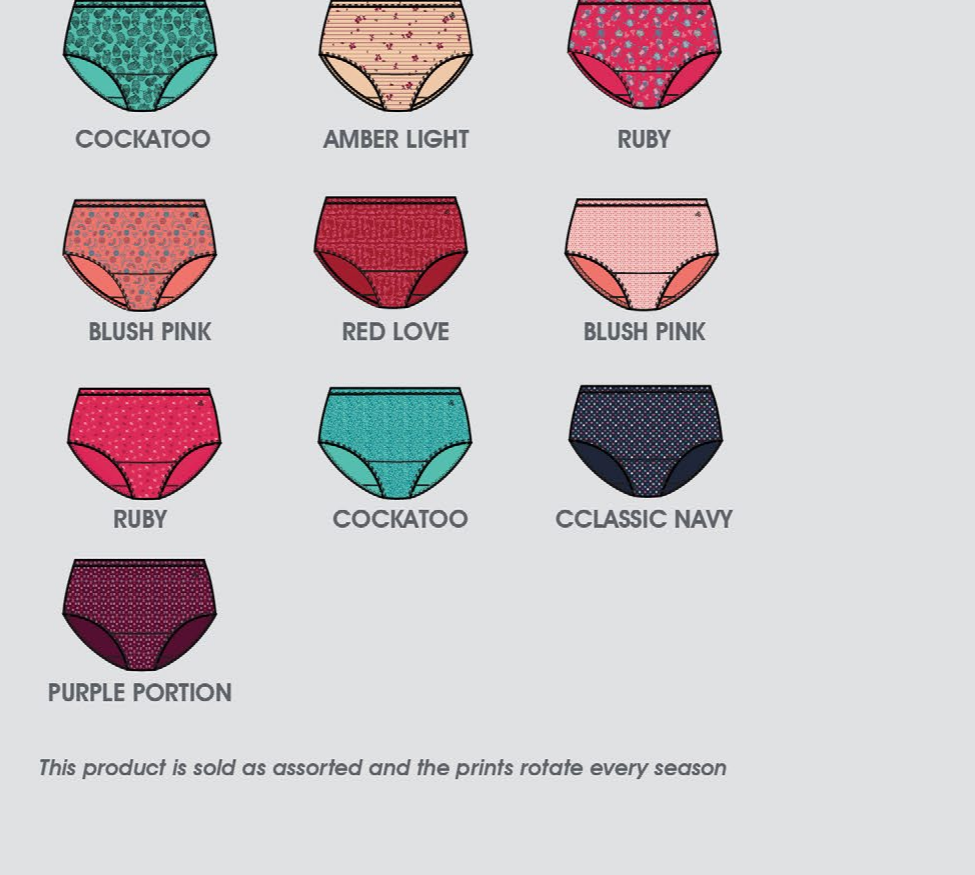 COCKATOO
AMBER LIGHT
RUBY
BLUSH PINK
RED LOVE
BLUSH PINK
RUBY
COCKATOO
CCLASSIC NAVY
PURPLE PORTION
This product is sold as assorted and the prints rotate every season